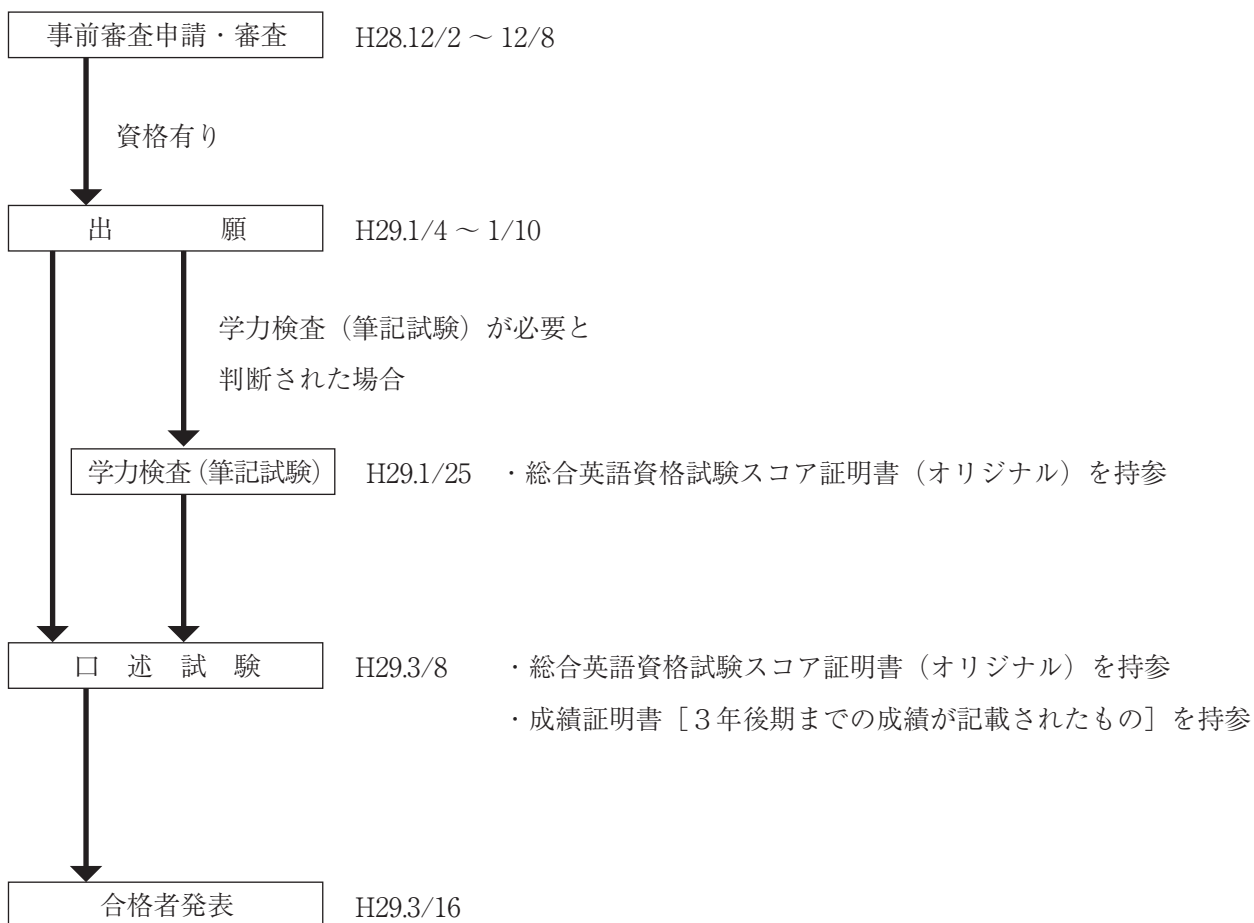 事前審査申請・審査 H28.12/2 ～ 12/8
資格有り
出願 H29.1/4 ～ 1/10
学力検査（筆記試験）が必要と
判断された場合
学力検査（筆記試験） H29.1/25 ・総合英語資格試験スコア証明書（オリジナル）を持参
口述試験 H29.3/8 ・総合英語資格試験スコア証明書（オリジナル）を持参
・成績証明書［３年後期までの成績が記載されたもの］を持参
合格者発表 H29.3/16